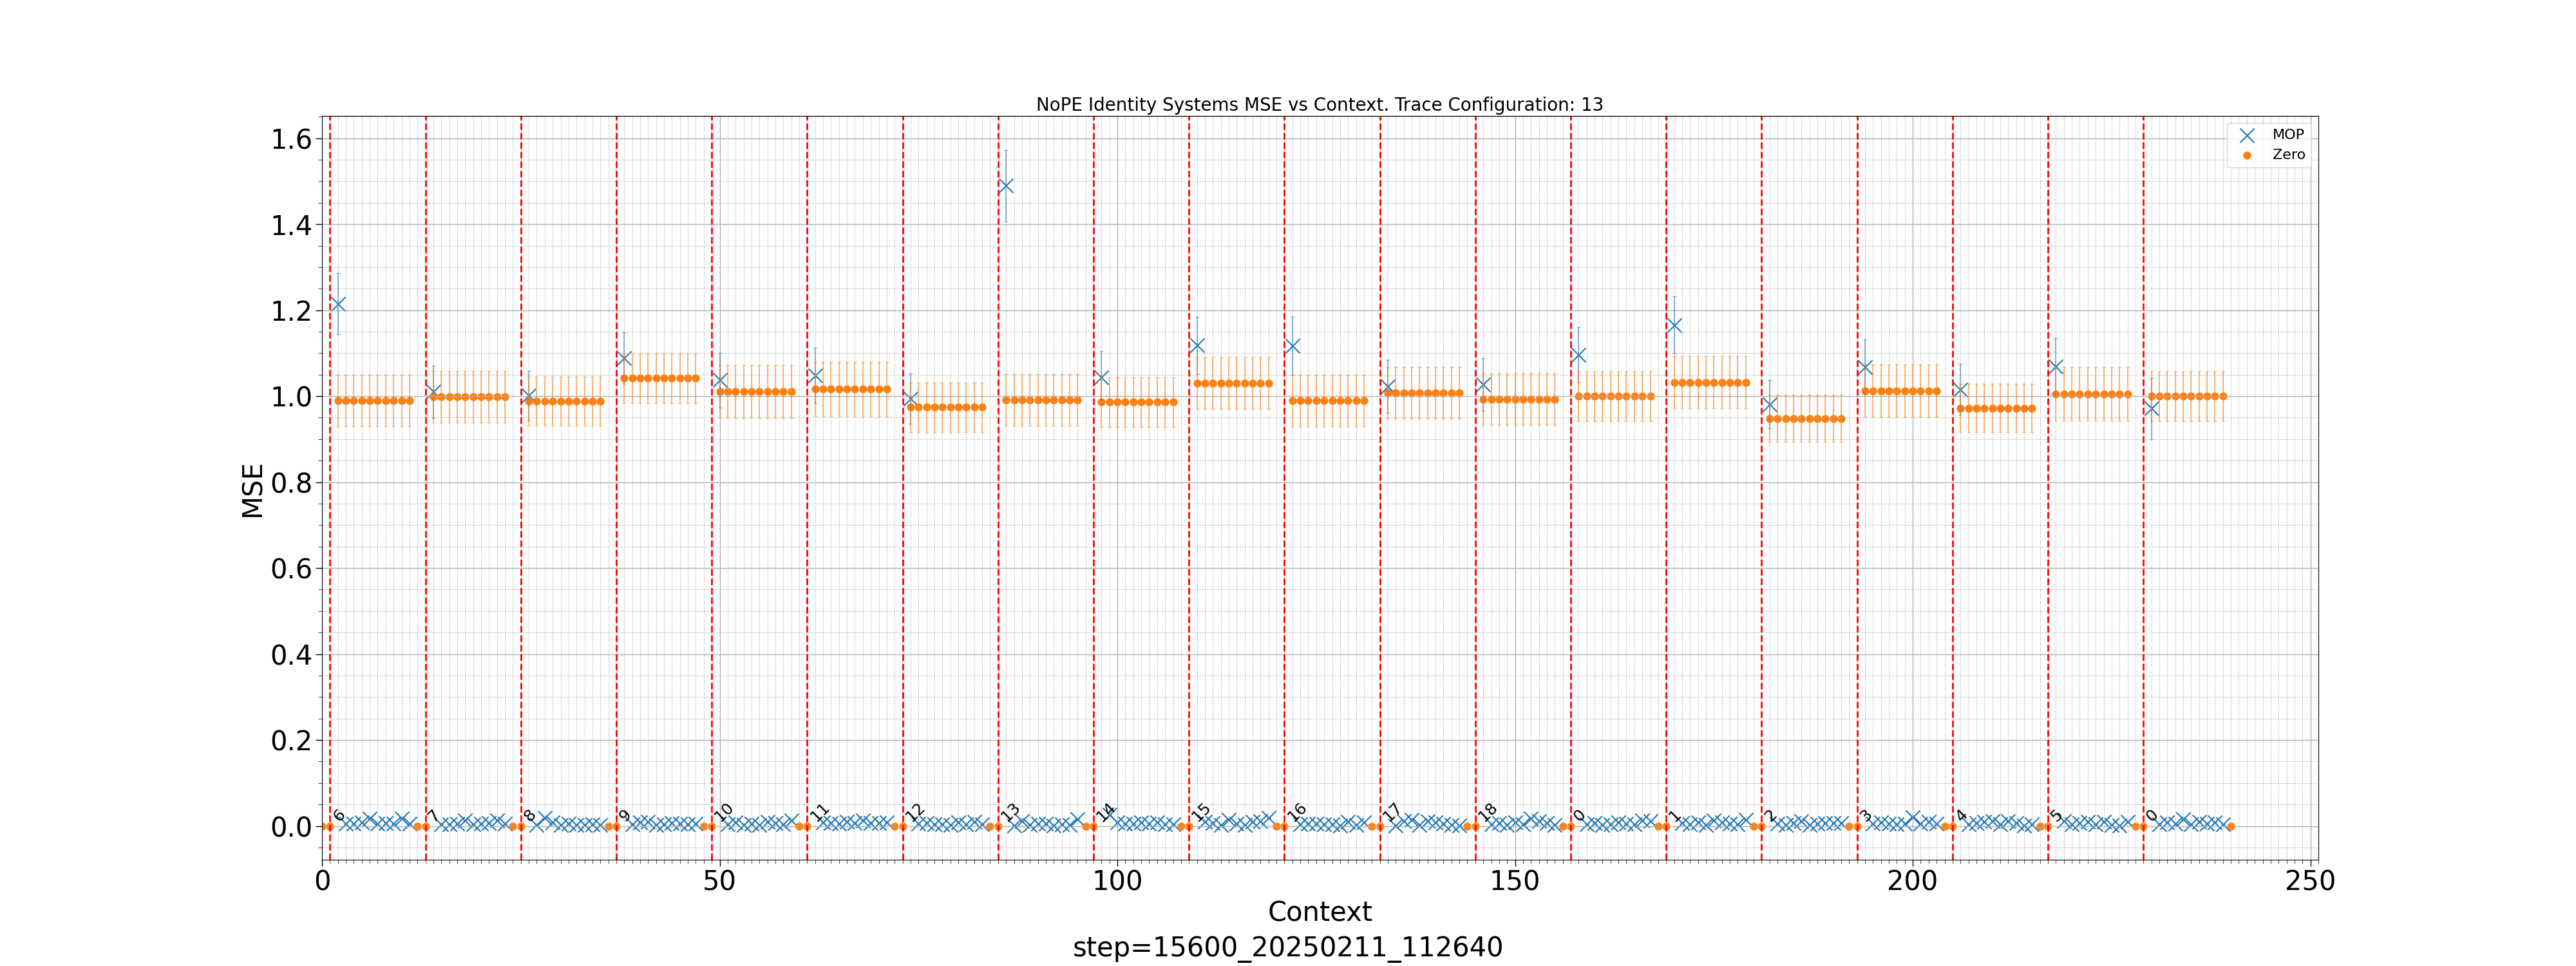 NoPE Identity Systems MSE vs Context. Trace Configuration: 13
MOP
Zero
1.6
1.4
1.2
1.0
0.8
0.6
0.4
0.2
0.0
MSE
6 7 8 9 10 11 12 13 14 15 16 17 18 0 1 2 3 4 5 0
0 50 100 150 200 250
Context
step=15600_20250211_112640